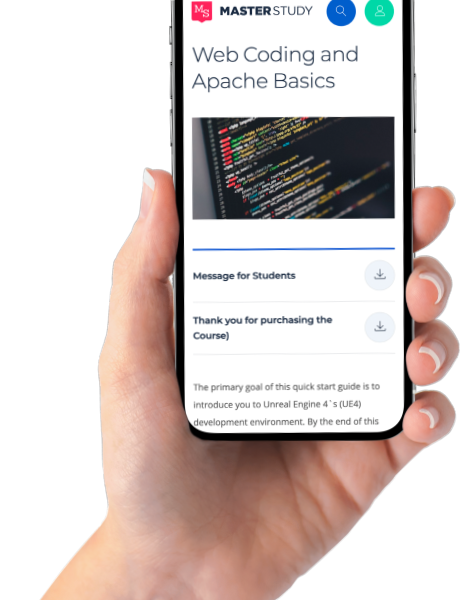 MS MASTERSTUDY
Web Coding and
Apache Basics
Message for Students
Thank you for purchasing the
Course)
The primary goal of this quick start guide is to
introduce you to Unreal Engine 4`s (UE4)
development environment. By the end of this